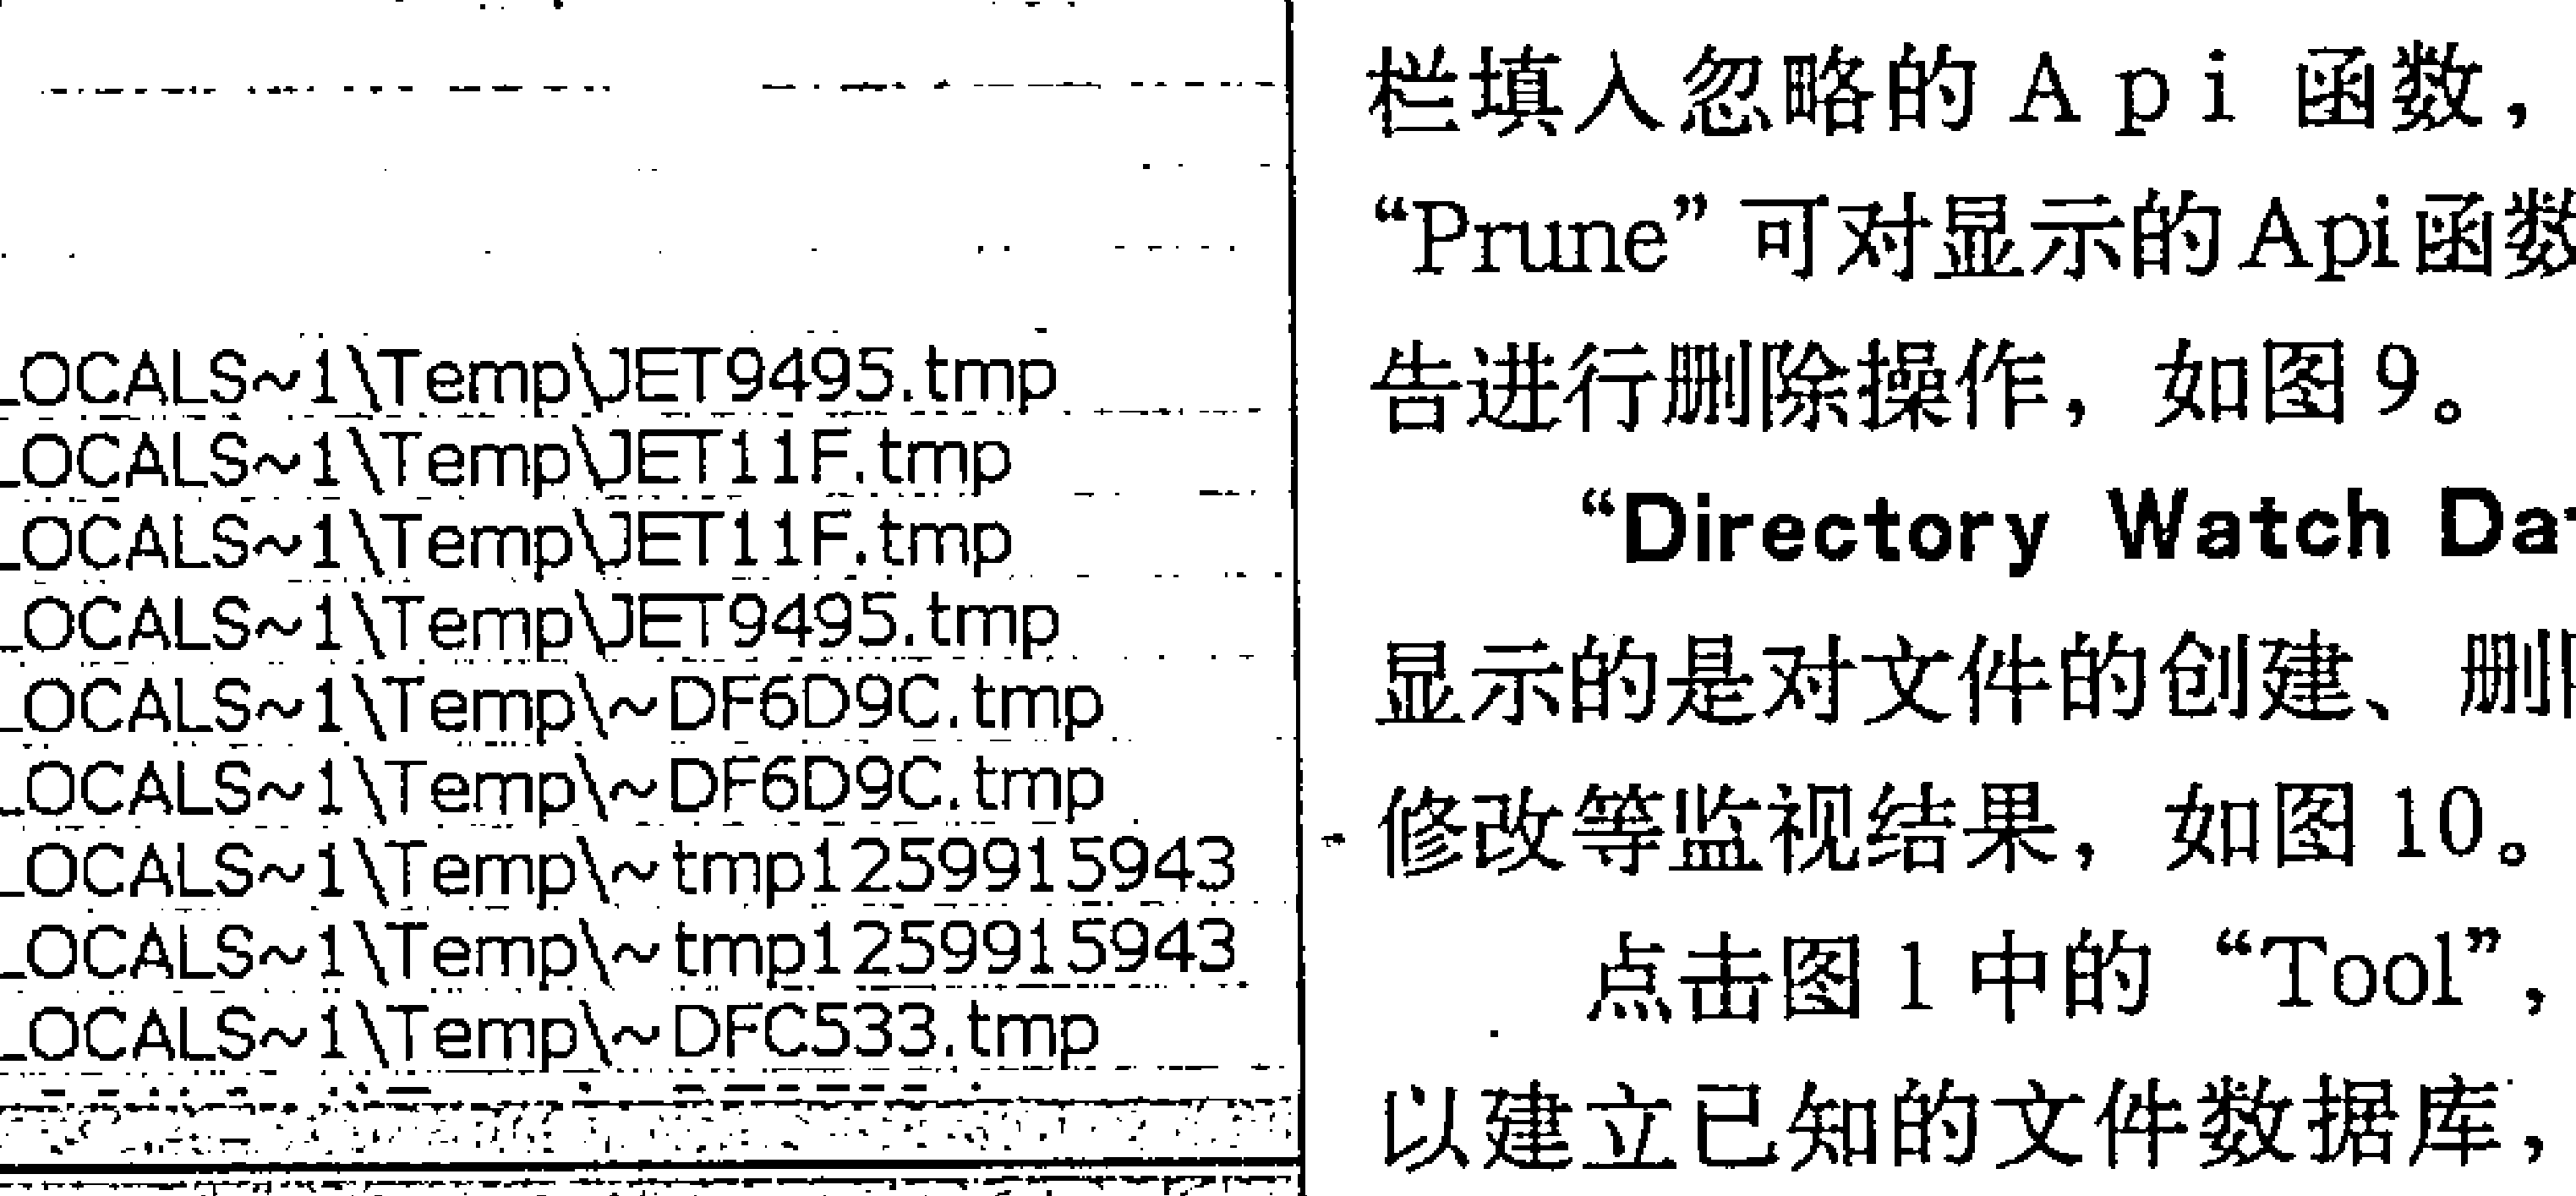 LOCALS~1\Temp\JET9495.tmp
LOCALS~1\Temp\JET11F.tmp
LOCALS~1\Temp\JET11F.tmp
LOCALS~1\Temp\JET9495.tmp
LOCALS~1\Temp\~DF6D9C.tmp
LOCALS~1\Temp\~DF6D9C.tmp
LOCALS~1\Temp\~tmp1259915943
LOCALS~1\Temp\~tmp1259915943
LOCALS~1\Temp\~DFC533.tmp
栏填入忽略的 A p i 函数，
“Prune”可对显示的Api函数
告进行删除操作，如图 9。
“Directory Watch Da
显示的是对文件的创建、删
修改等监视结果，如图 10。
点击图 1 中的 “Tool”，
以建立已知的文件数据库，